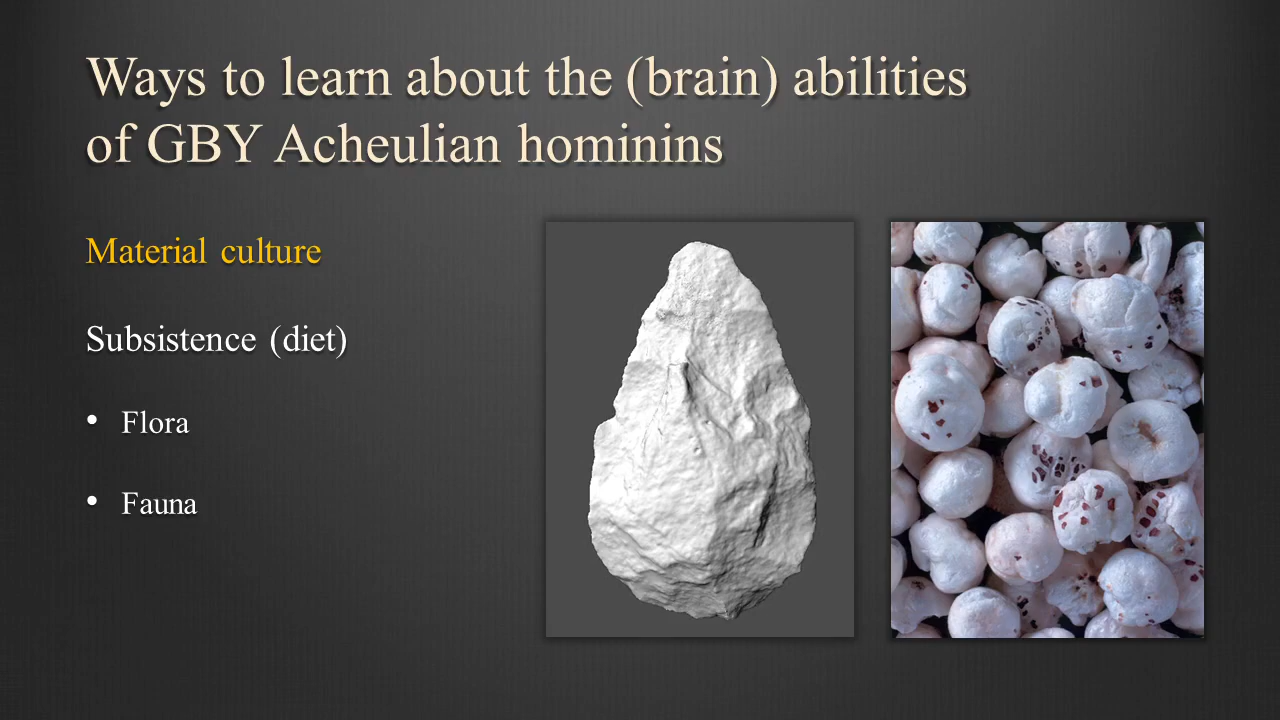 Ways to learn about the (brain) abilities
of GBY Acheulian hominins
Material culture
Subsistence (diet)
• Flora
• Fauna